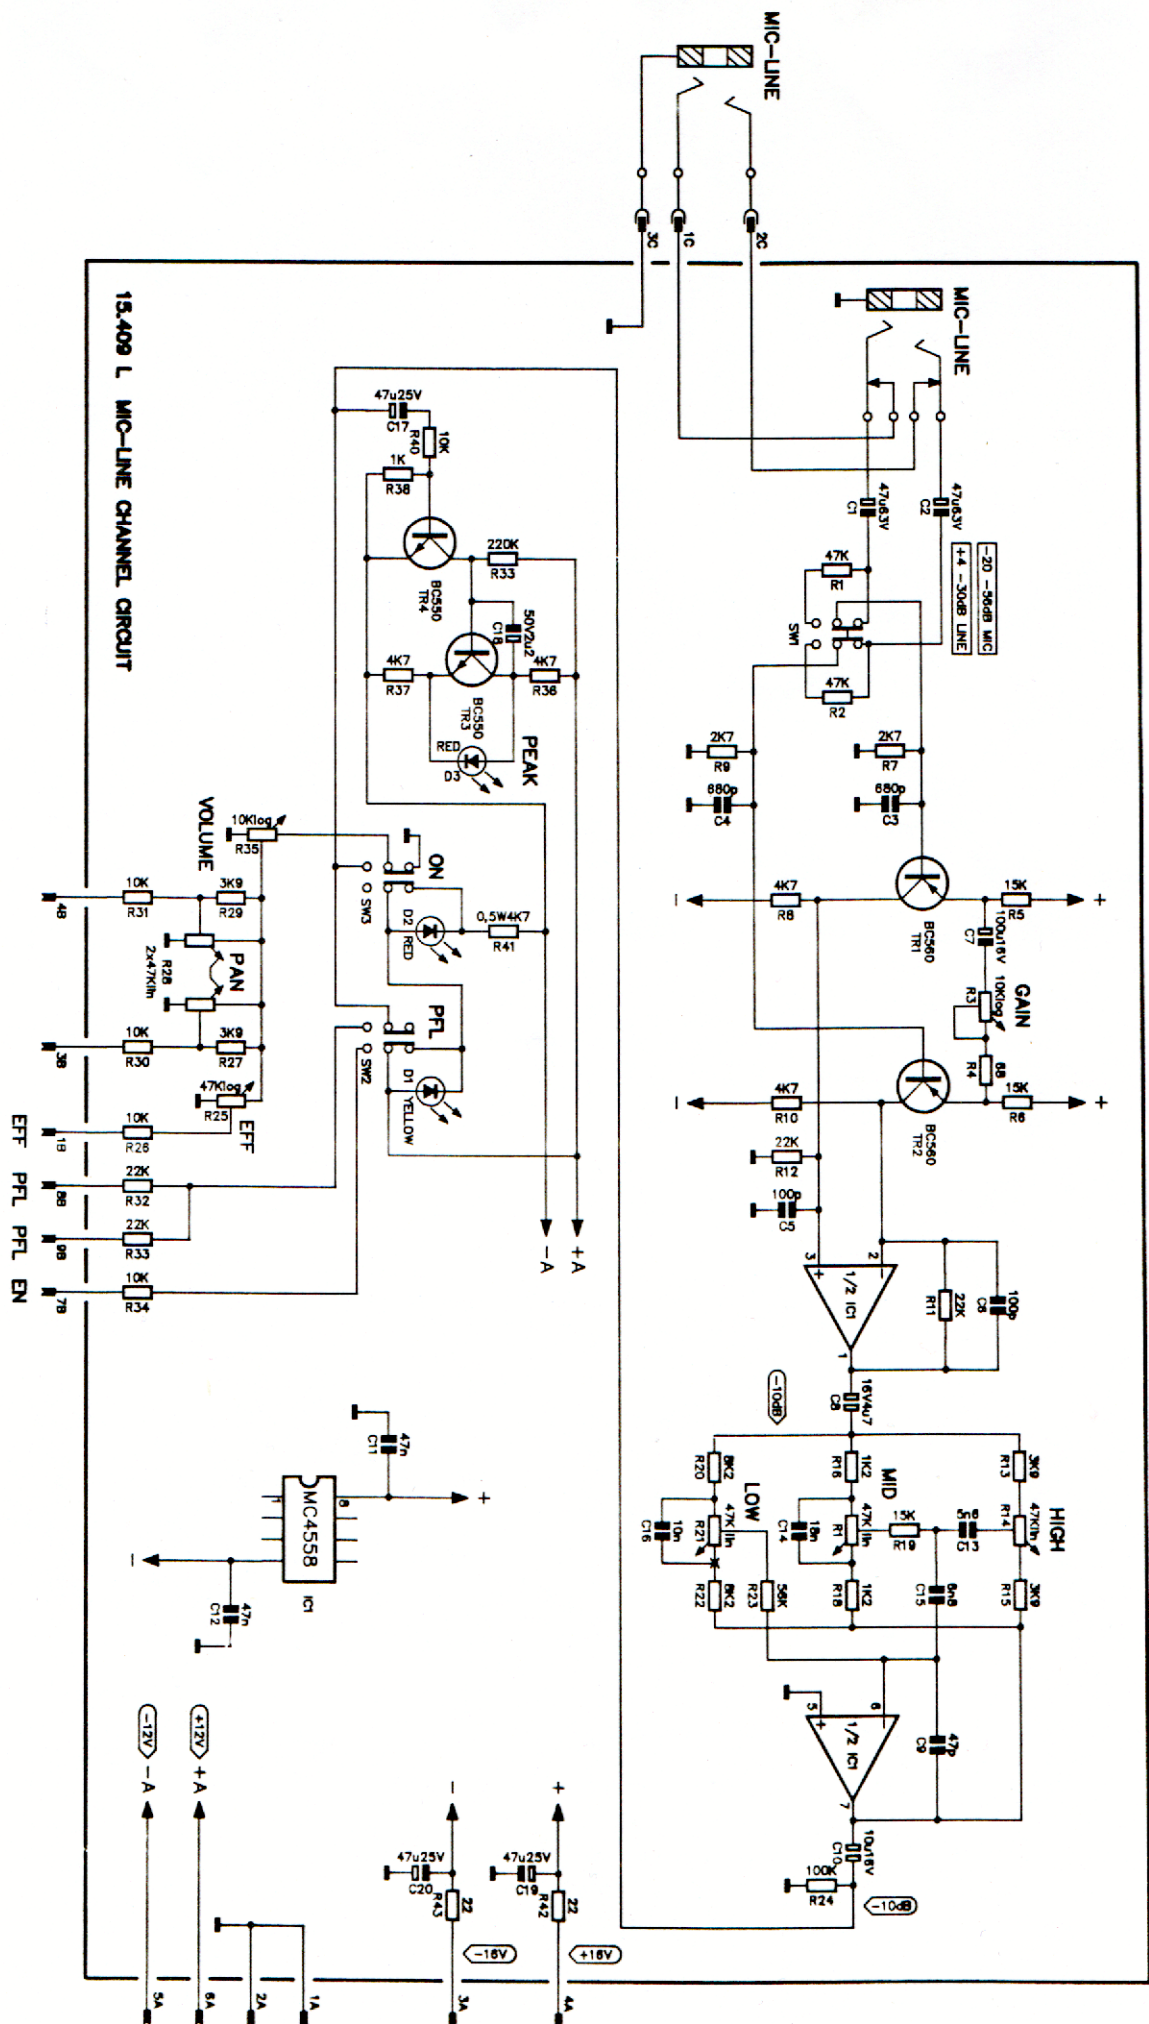 MIC-LINE
3C
1C
2C
MIC-LINE
15.409 L MIC-LINE CHANNEL CIRCUIT
47u63V
C2
47u63V
C1
-20 -56dB MIC
+4 -30dB LINE
47K
R1
SW1
47K
R2
2K7
R7
2K7
R9
680p
C3
680p
C4
BC560
TR1
15K
R5
4K7
R8
100u16V
C7
GAIN
10Klog
R3
68
R4
15K
R6
BC560
TR2
4K7
R10
22K
R12
100p
C5
+
+
-
-
3
2
+
-
1/2 IC1
1
22K
R11
100p
C6
16V4u7
C8
-10dB
HIGH
3K9
R13
47Klin
R14
3K9
R15
MID
1K2
R16
47K
lin
18n
C14
1K2
R18
15K
R19
C15
LOW
8K2
R20
47K
R21
lin
10n
C16
8K2
R22
56K
R23
5
6
+
-
1/2 IC1
7
47p
C9
10u16V
C10
100K
R24
-10dB
47u25V
C17
10K
R40
1K
R38
BC550
TR4
220K
R33
50V2u2
C18
BC550
TR3
4K7
R37
4K7
R36
RED
D3
PEAK
ON
SW3
D2
RED
0,5W4K7
R41
PFL
SW2
D1
YELLOW
+A
-A
VOLUME
10Klog
R35
10K
R31
3K9
R29
PAN
R28
2x47Klin
10K
R30
3K9
R27
47Klog
R25
EFF
10K
R26
22K
R32
22K
R33
10K
R34
4B
3B
1B
8B
9B
7B
EFF
PFL
PFL
EN
47n
C11
+
8
1
MC4558
IC1
-
47n
C12
-12V
-A
+12V
+A
-
+
47u25V
C20
22
R43
47u25V
C19
22
R42
-16V
+16V
5A
6A
2A
1A
3A
4A